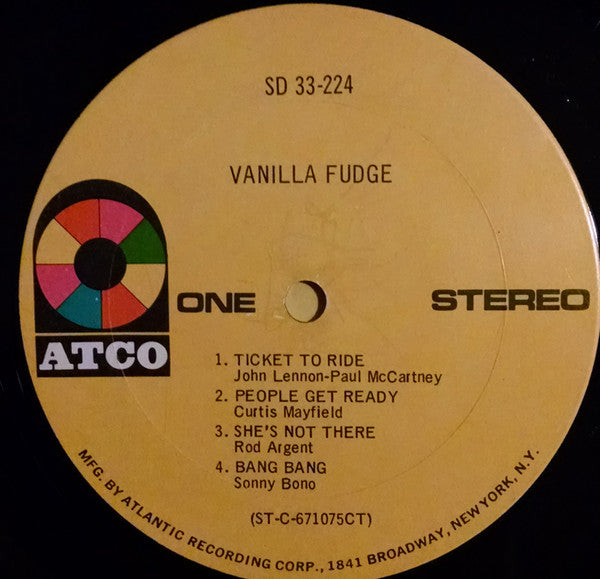 SD 33-224
VANILLA FUDGE
ATCO
ONE
STEREO
1. TICKET TO RIDE
John Lennon-Paul McCartney
2. PEOPLE GET READY
Curtis Mayfield
3. SHE'S NOT THERE
Rod Argent
4. BANG BANG
Sonny Bono
(ST-C-671075CT)
MFG. BY ATLANTIC RECORDING CORP., 1841 BROADWAY, NEW YORK, N.Y.